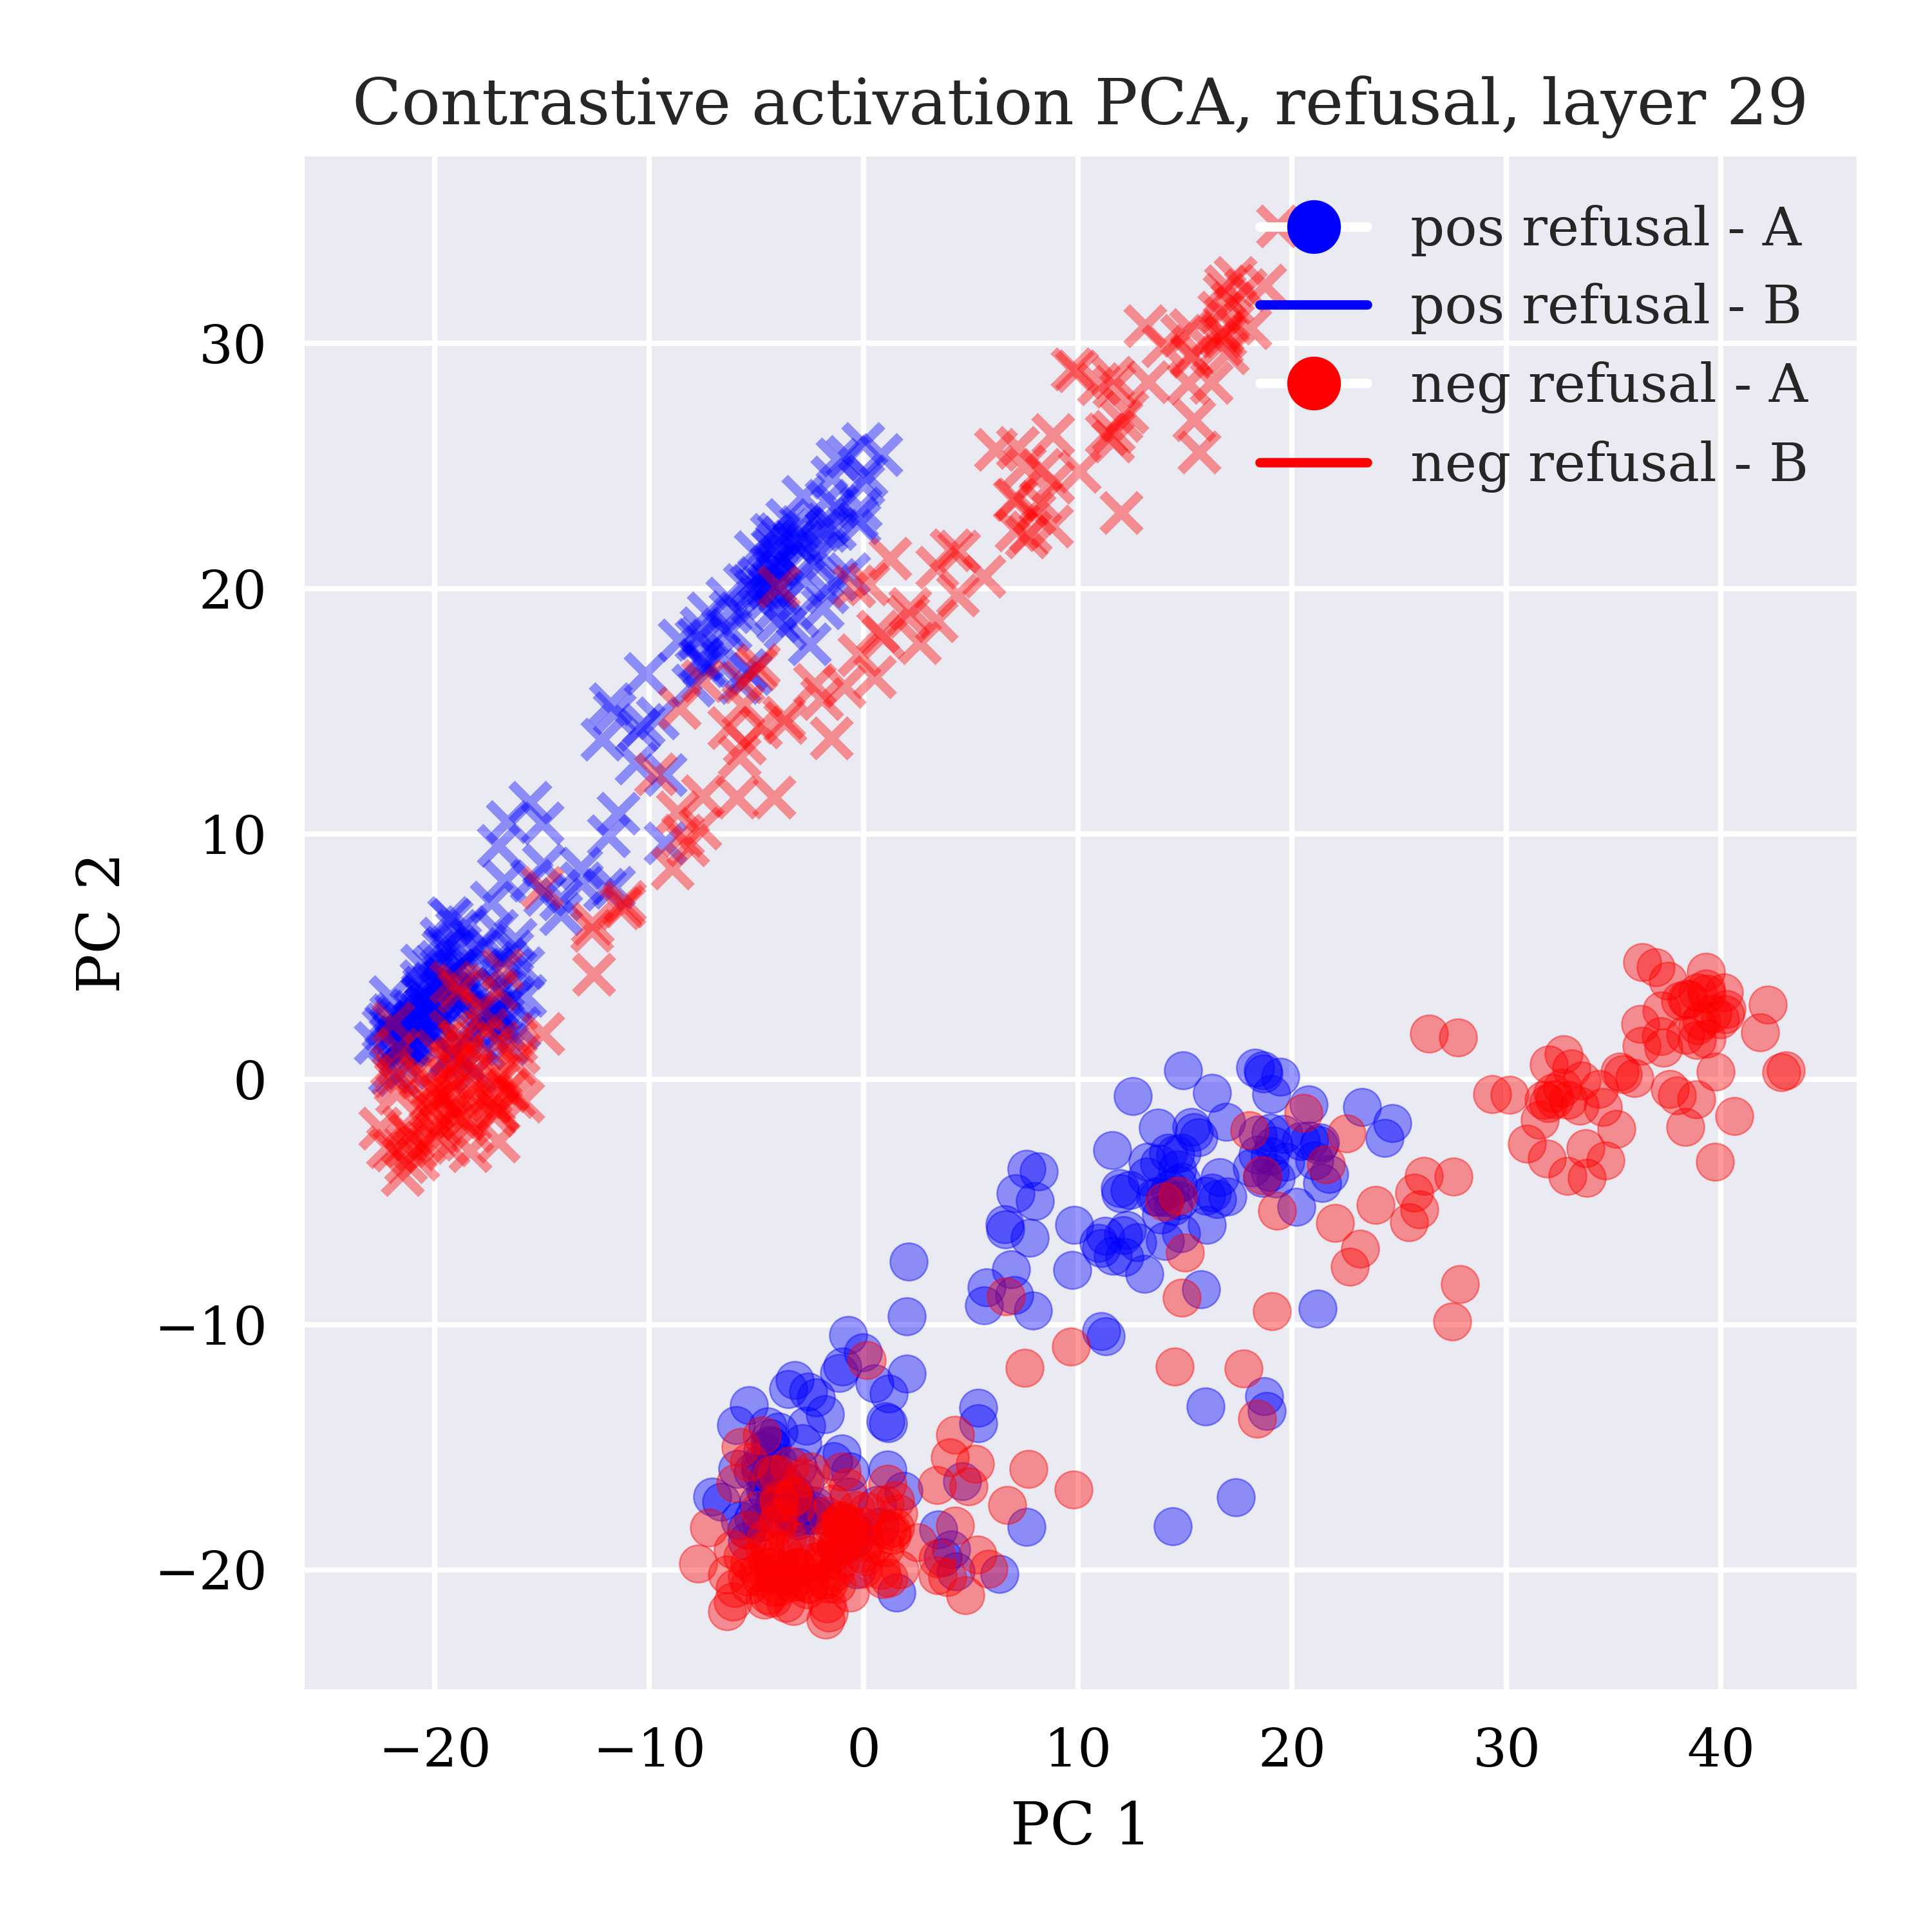 Contrastive activation PCA, refusal, layer 29
pos refusal - A
pos refusal - B
neg refusal - A
neg refusal - B
PC 2
30
20
10
0
−10
−20
−20 −10 0 10 20 30 40
PC 1